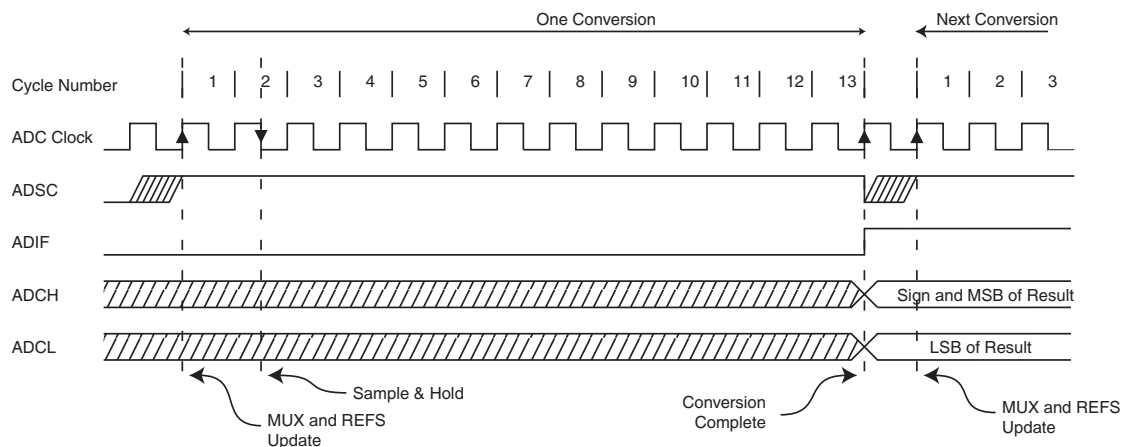 One Conversion
Next Conversion
Cycle Number
1 2 3 4 5 6 7 8 9 10 11 12 13 1 2 3
ADC Clock
ADSC
ADIF
ADCH
Sign and MSB of Result
ADCL
LSB of Result
Sample & Hold
MUX and REFS
Update
Conversion
Complete
MUX and REFS
Update